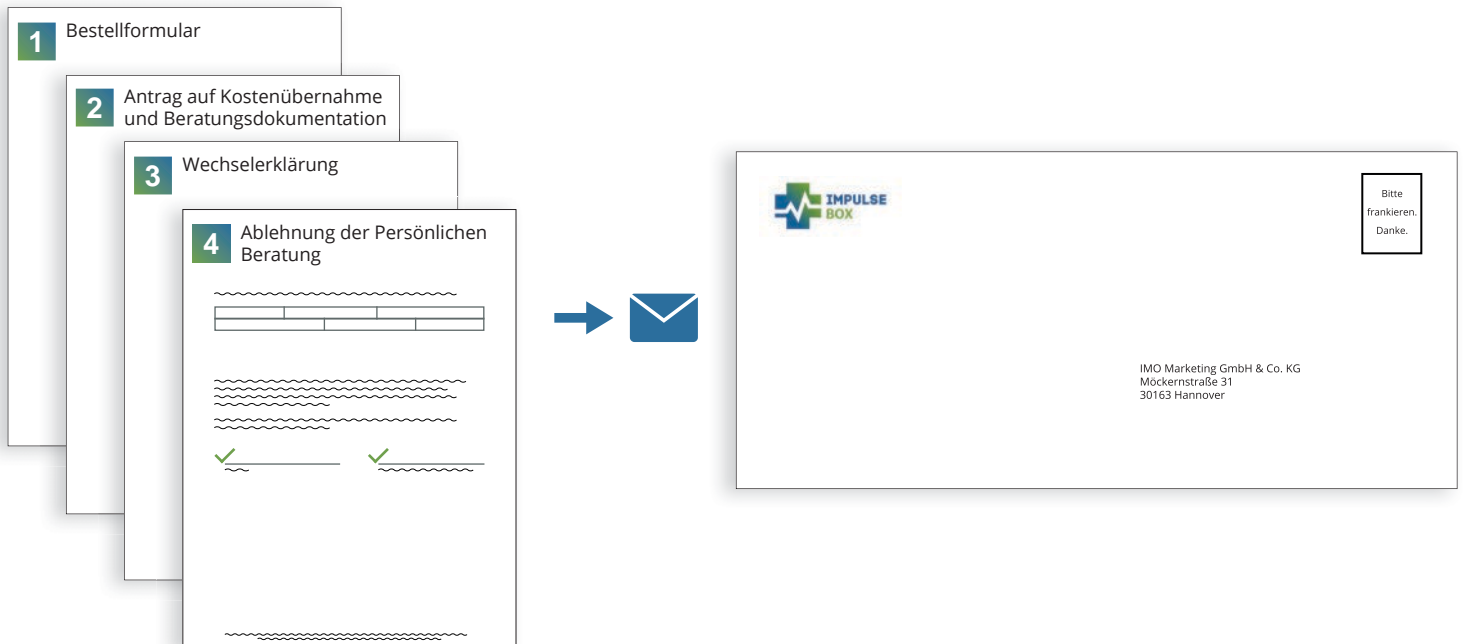 1
Bestellformular
2
Antrag auf Kostenübernahme
und Beratungsdokumentation
3
Wechselerklärung
4
Ablehnung der Persönlichen
Beratung
IMPULSE
BOX
Bitte
frankieren.
Danke.
IMO Marketing GmbH & Co. KG
Möckernstraße 31
30163 Hannover